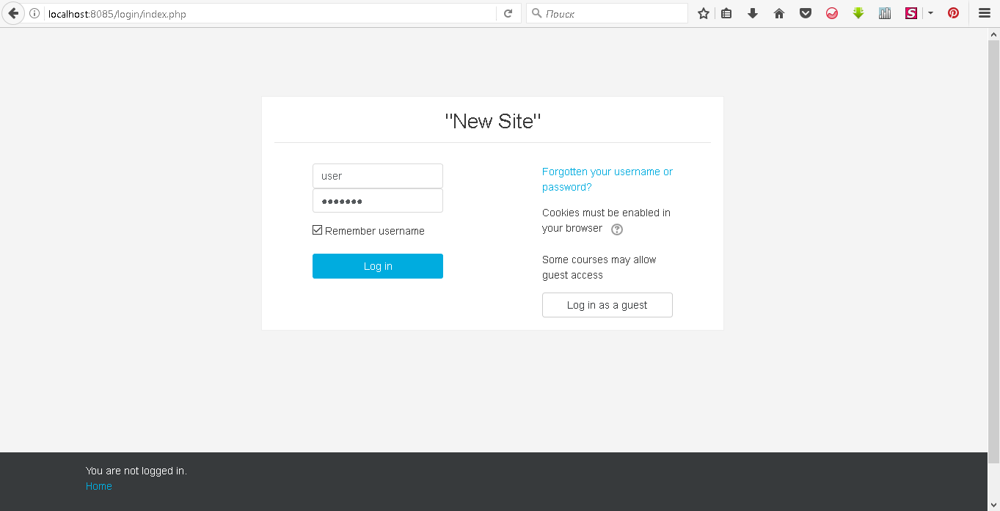 localhost:8085/login/index.php
Поиск
"New Site"
user
Remember username
Log in
Forgotten your username or
password?
Cookies must be enabled in
your browser
Some courses may allow
guest access
Log in as a guest
You are not logged in.
Home